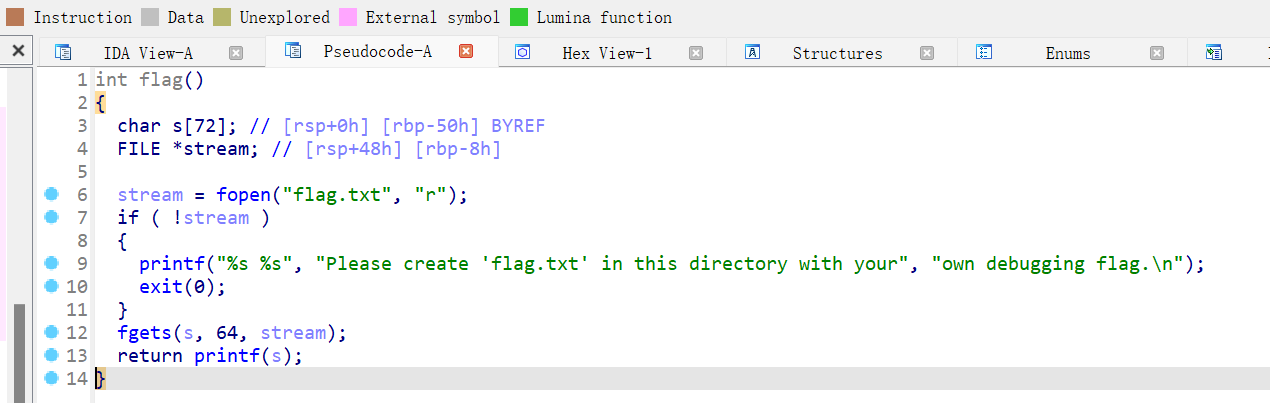 Instruction Data Unexplored External symbol Lumina function
IDA View-A Pseudocode-A Hex View-1 Structures Enums
1 int flag()
2 {
3   char s[72]; // [rsp+0h] [rbp-50h] BYREF
4   FILE *stream; // [rsp+48h] [rbp-8h]
5
6   stream = fopen("flag.txt", "r");
7   if ( !stream )
8   {
9     printf("%s %s", "Please create 'flag.txt' in this directory with your", "own debugging flag.\n");
10     exit(0);
11   }
12   fgets(s, 64, stream);
13   return printf(s);
14 }